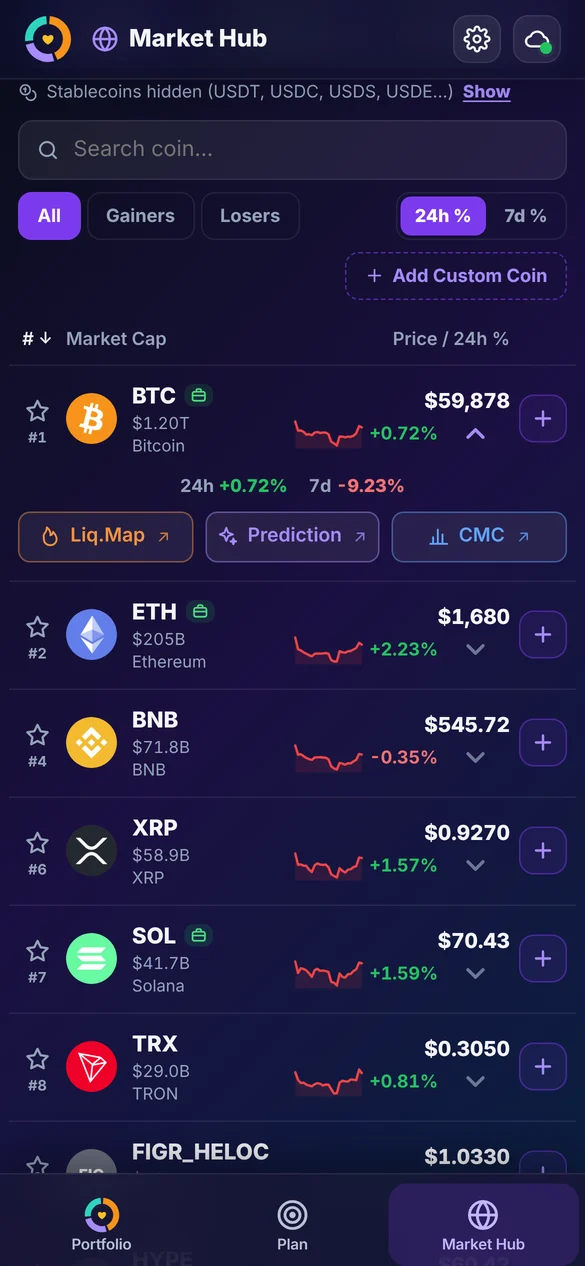 Market Hub
Stablecoins hidden (USDT, USDC, USDS, USDE...) Show
Search coin...
All Gainers Losers 24h % 7d %
+ Add Custom Coin
# ↓ Market Cap Price / 24h %
BTC $59,878
#1 $1.20T +0.72%
Bitcoin
24h +0.72% 7d -9.23%
Liq.Map ↗ Prediction ↗ CMC ↗
ETH $1,680
#2 $205B +2.23%
Ethereum
BNB $545.72
#4 $71.8B -0.35%
BNB
XRP $0.9270
#6 $58.9B +1.57%
XRP
SOL $70.43
#7 $41.7B +1.59%
Solana
TRX $0.3050
#8 $29.0B +0.81%
TRON
FIGR_HELOC $1.0330
FIG
Portfolio Plan Market Hub
HYPE $60.42